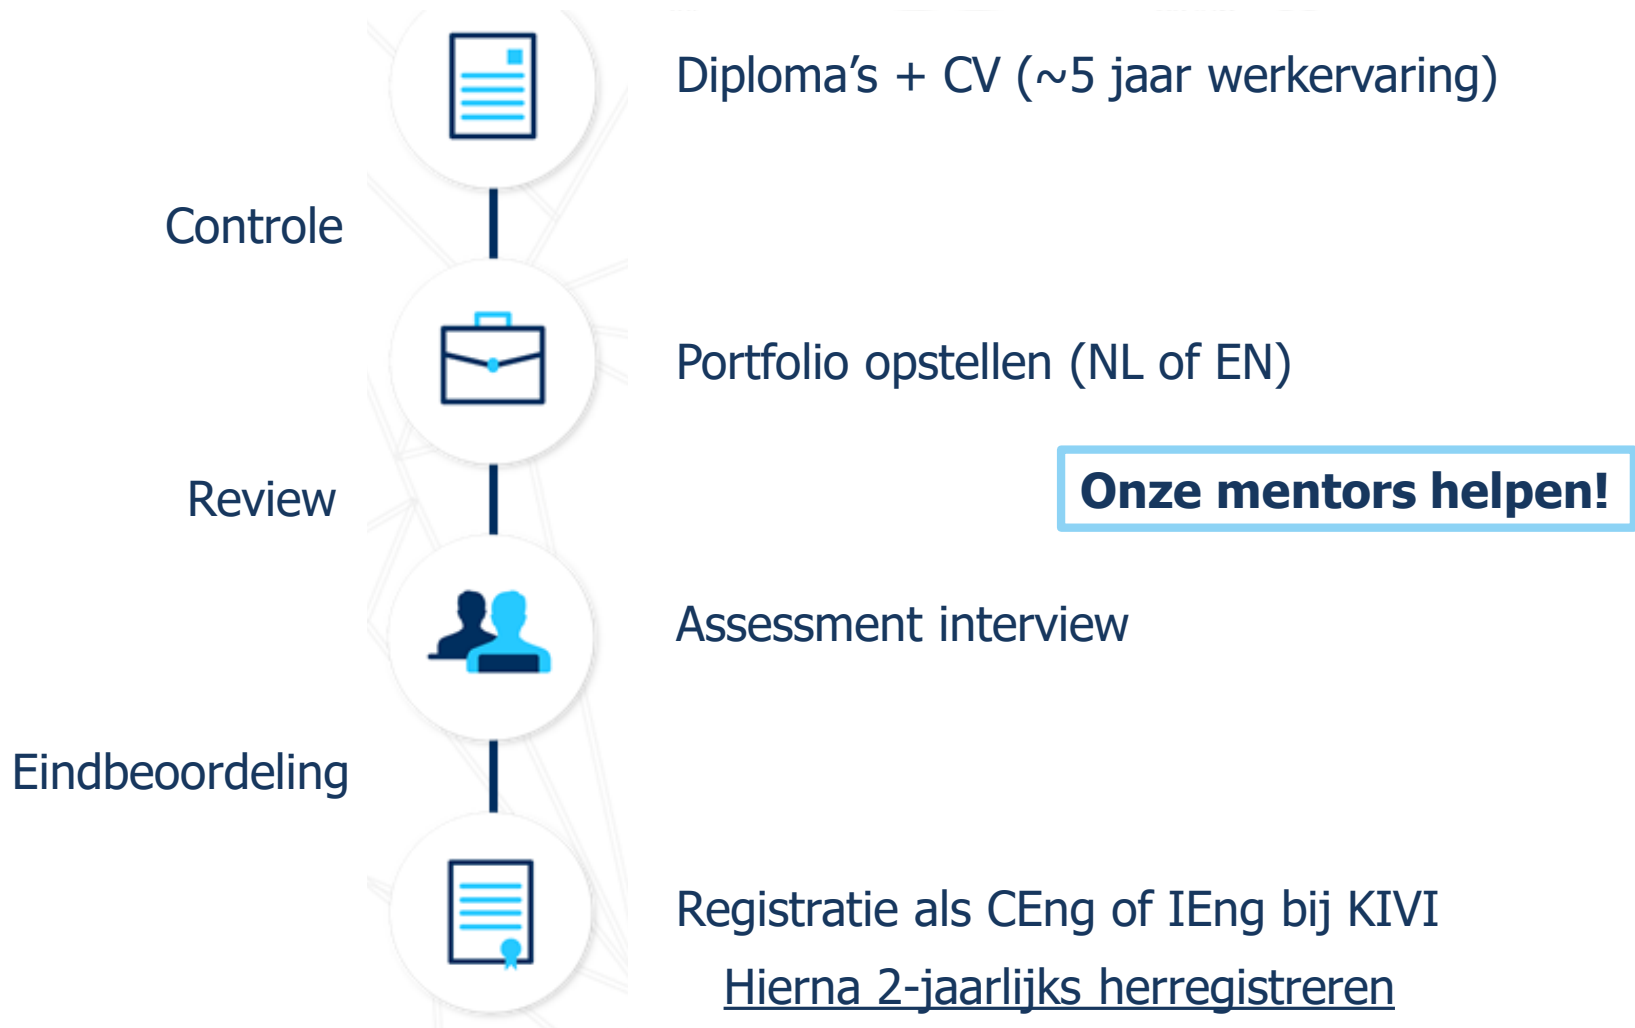 Diploma’s + CV (~5 jaar werkervaring)
Controle
Portfolio opstellen (NL of EN)
Review
Onze mentors helpen!
Assessment interview
Eindbeoordeling
Registratie als CEng of IEng bij KIVI
Hierna 2-jaarlijks herregistreren